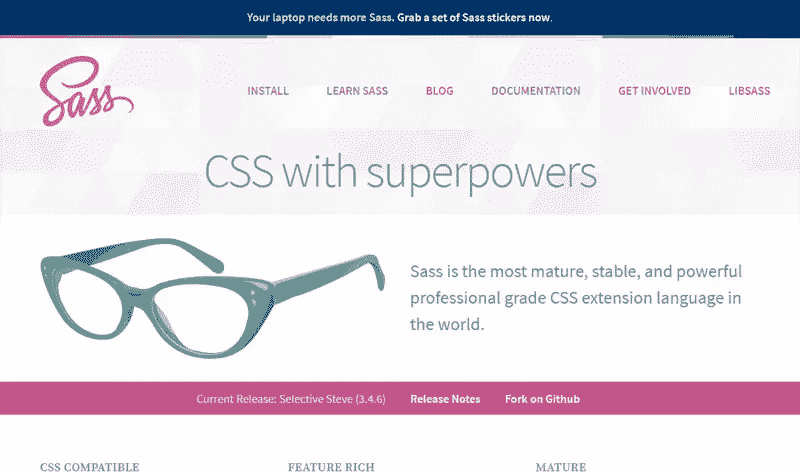 Your laptop needs more Sass. Grab a set of Sass stickers now.
Sass
INSTALL LEARN SASS BLOG DOCUMENTATION GET INVOLVED LIBSASS
CSS with superpowers
Sass is the most mature, stable, and powerful
professional grade CSS extension language in
the world.
Current Release: Selective Steve (3.4.6) Release Notes Fork on Github
CSS COMPATIBLE FEATURE RICH MATURE